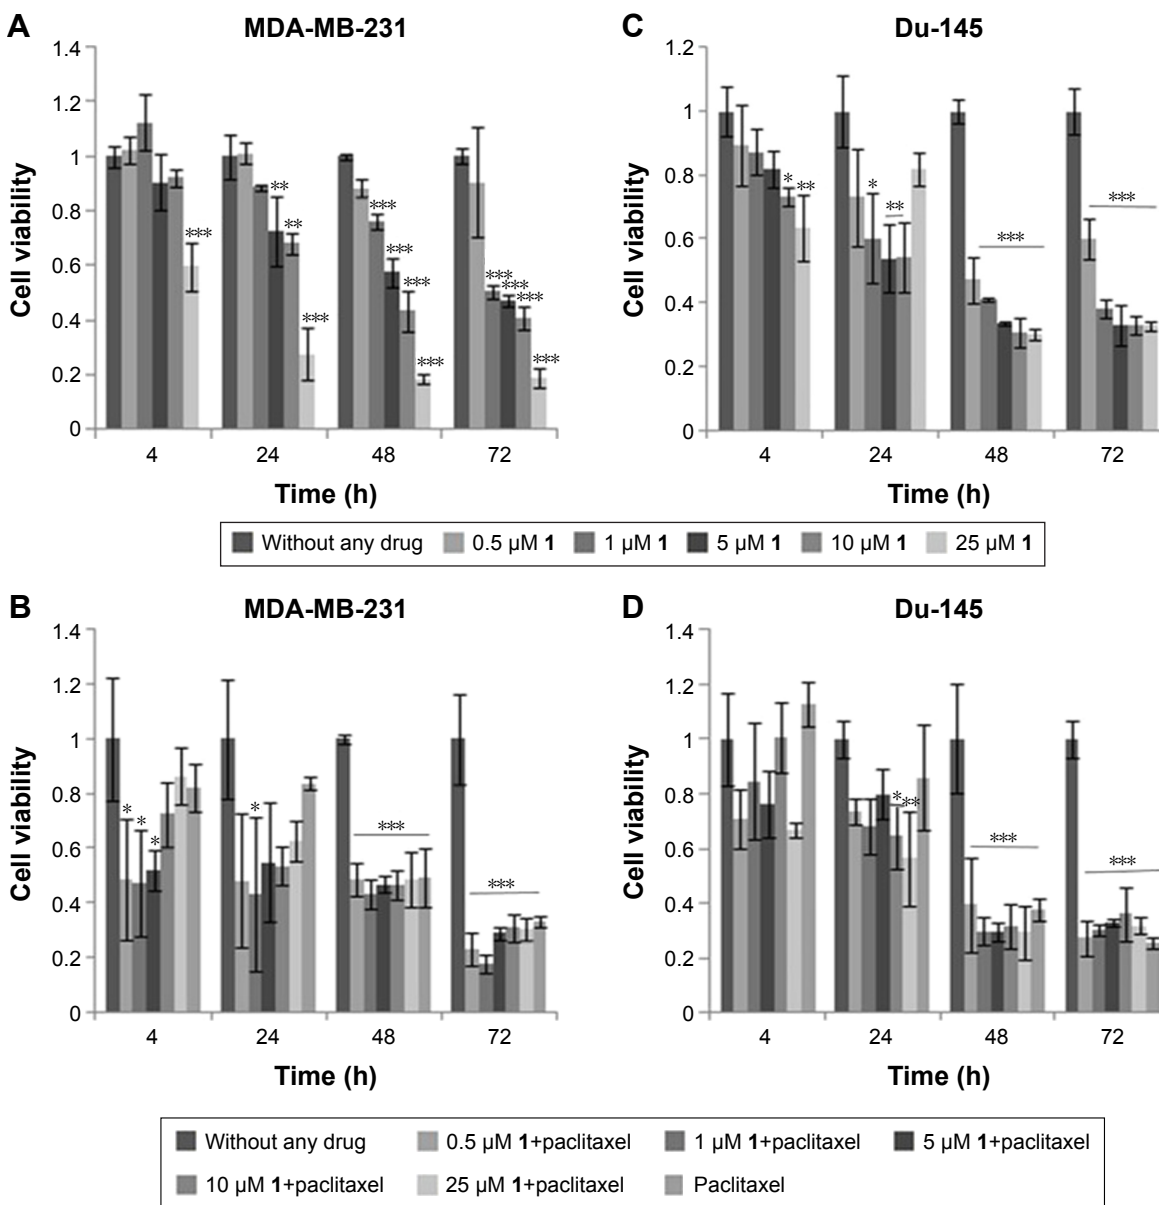 A
MDA-MB-231
1.4
1.2
1
0.8
0.6
0.4
0.2
0
Cell viability
***
**
**
***
***
***
***
***
***
***
***
***
4 24 48 72
Time (h)
C
Du-145
1.2
1
0.8
0.6
0.4
0.2
0
Cell viability
*
**
*
**
***
***
4 24 48 72
Time (h)
Without any drug 0.5 µM 1 1 µM 1 5 µM 1 10 µM 1 25 µM 1
B
MDA-MB-231
1.4
1.2
1
0.8
0.6
0.4
0.2
0
Cell viability
*
*
*
*
***
***
4 24 48 72
Time (h)
D
Du-145
1.4
1.2
1
0.8
0.6
0.4
0.2
0
Cell viability
*
**
***
***
4 24 48 72
Time (h)
Without any drug 0.5 µM 1+paclitaxel 1 µM 1+paclitaxel 5 µM 1+paclitaxel
10 µM 1+paclitaxel 25 µM 1+paclitaxel Paclitaxel